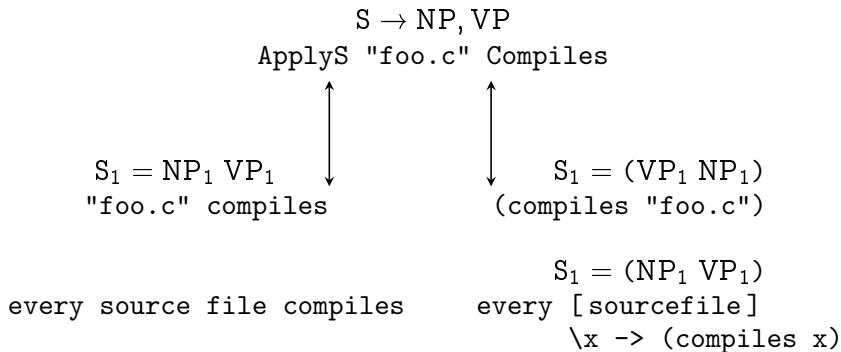 S → NP, VP
ApplyS "foo.c" Compiles
S₁ = NP₁ VP₁
"foo.c" compiles
S₁ = (VP₁ NP₁)
(compiles "foo.c")
every source file compiles
S₁ = (NP₁ VP₁)
every [sourcefile]
\x -> (compiles x)